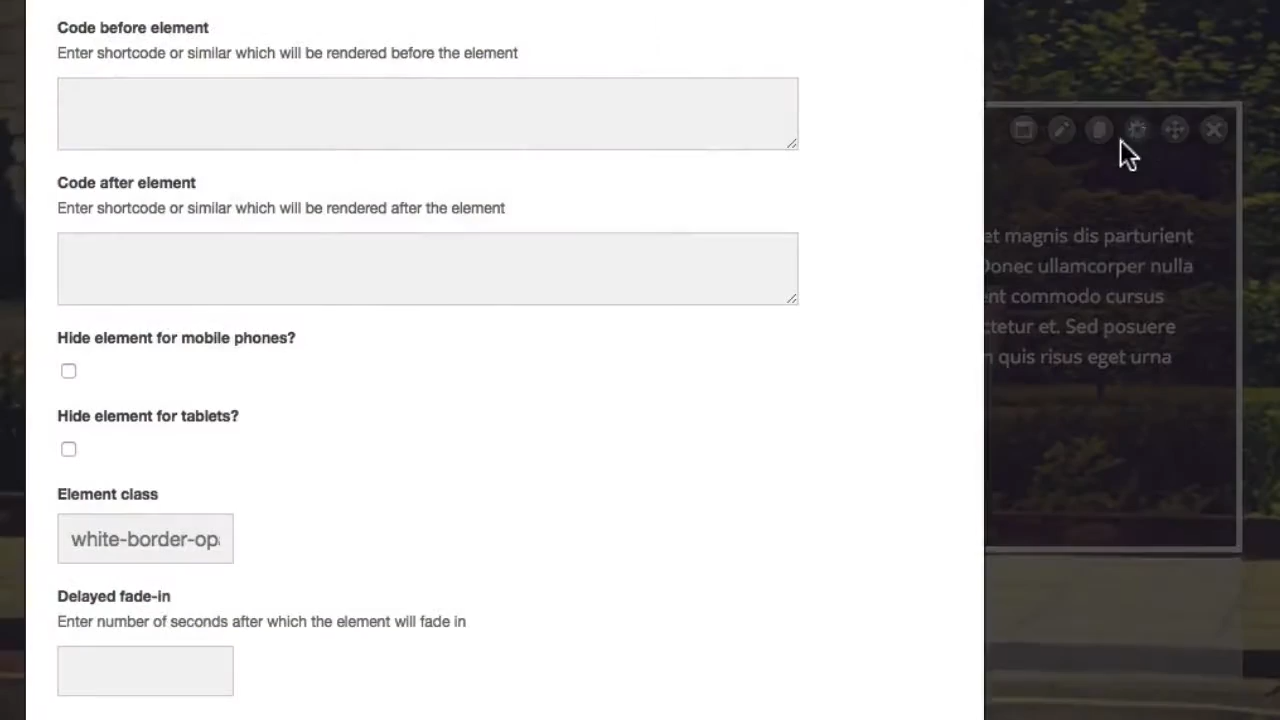 Code before element
Enter shortcode or similar which will be rendered before the element
Code after element
Enter shortcode or similar which will be rendered after the element
et magnis dis parturient
Donec ullamcorper nulla
commodo cursus
et. Sed posuere
quis risus eget urna
Hide element for mobile phones?
Hide element for tablets?
Element class
white-border-op
Delayed fade-in
Enter number of seconds after which the element will fade in